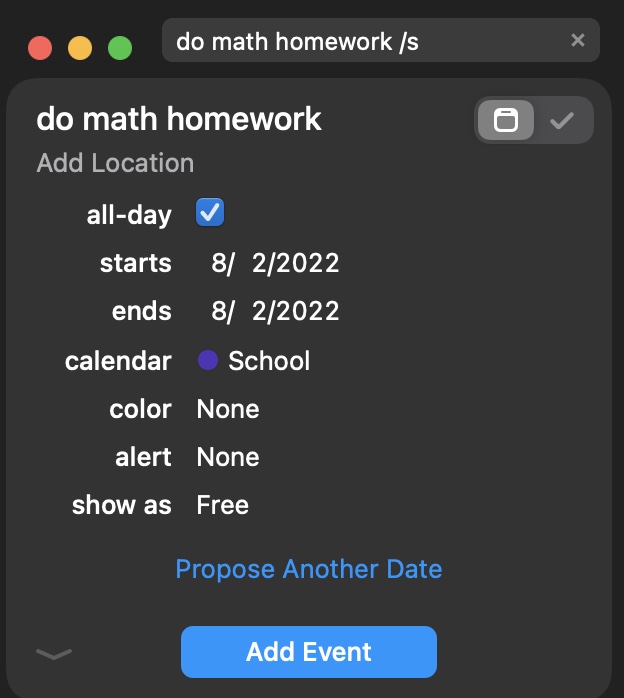 do math homework /s
do math homework
Add Location
all-day
starts 8/ 2/2022
ends 8/ 2/2022
calendar School
color None
alert None
show as Free
Propose Another Date
Add Event